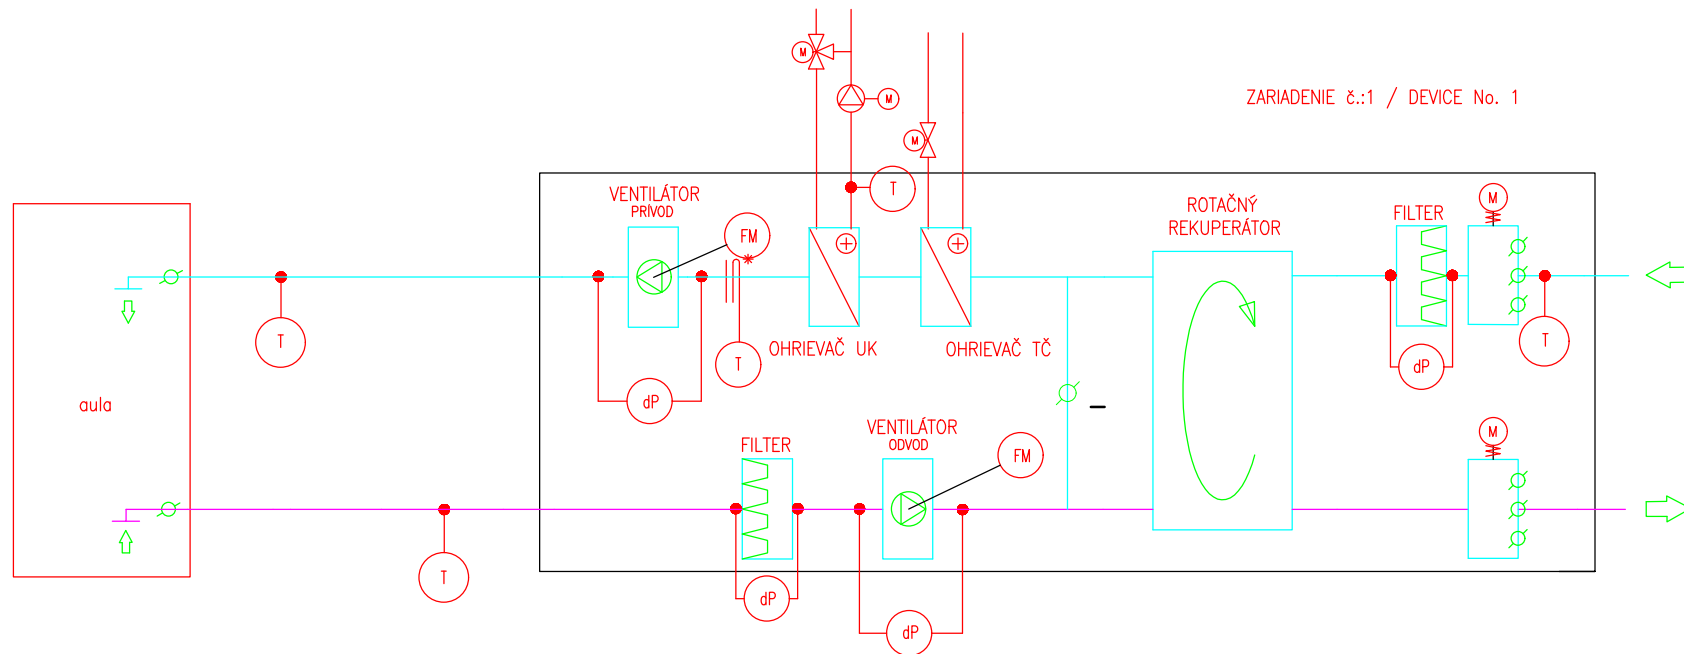 M
M
ZARIADENIE č.:1 / DEVICE No. 1
M
T
VENTILÁTOR
PRÍVOD
FM
ROTAČNÝ
REKUPERÁTOR
FILTER
M
T
T
OHRIEVAČ UK
OHRIEVAČ TČ
T
dP
dP
aula
FILTER
VENTILÁTOR
ODVOD
FM
M
T
dP
dP